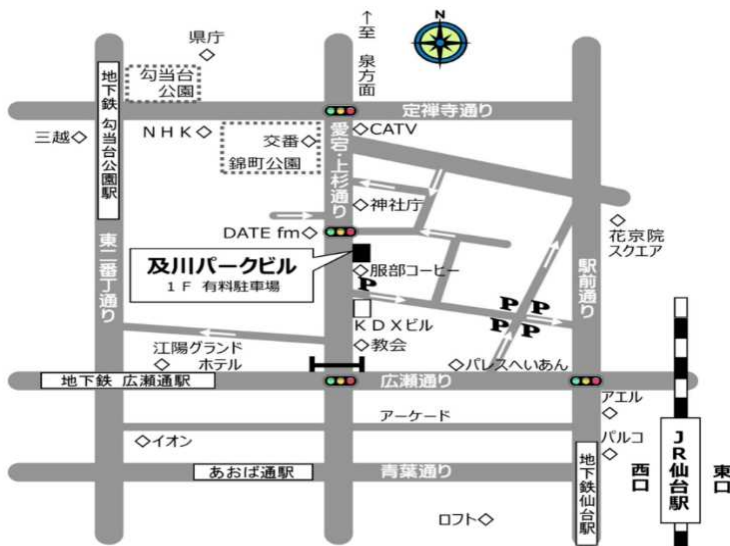 ↑至 泉方面
県庁
勾当台
公園
地下鉄 勾当台公園駅
定禅寺通り
三越
NHK
交番
錦町公園
CATV
愛宕・上杉通り
神社庁
DATE fm
花京院
スクエア
及川パークビル
1F 有料駐車場
服部コーヒー
P
東二番丁通り
駅前通り
P P
P P
KDXビル
教会
江陽グランド
ホテル
パレスへいあん
地下鉄 広瀬通駅
広瀬通り
アエル
アーケード
イオン
パルコ
あおば通駅
青葉通り
地下鉄仙台駅
西口
JR仙台駅
東口
ロフト